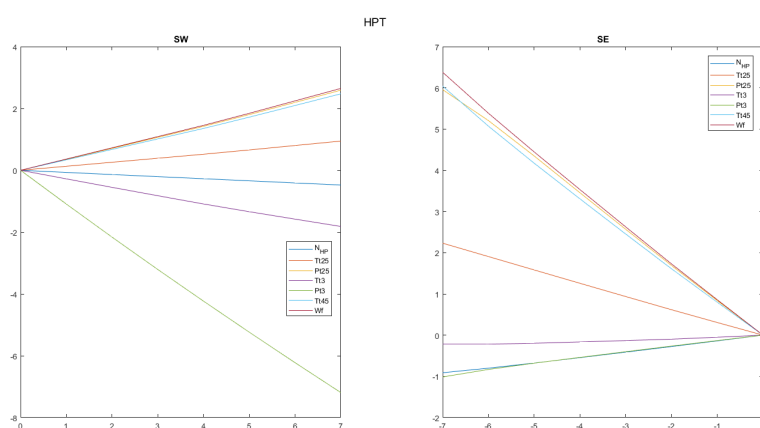 HPT
SW
4
2
0
-2
-4
-6
-8
0 1 2 3 4 5 6 7
N_HP
Tt25
Pt25
Tt3
Pt3
Tt45
Wf
SE
7
6
5
4
3
2
1
0
-1
-2
-7 -6 -5 -4 -3 -2 -1
N_HP
Tt25
Pt25
Tt3
Pt3
Tt45
Wf